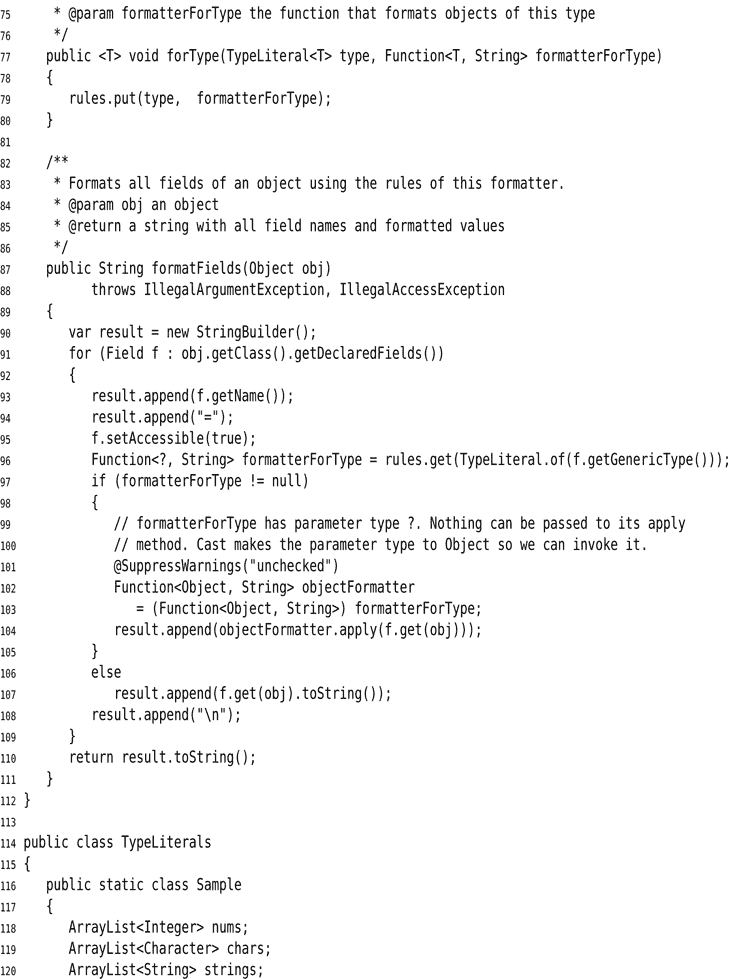 75      * @param formatterForType the function that formats objects of this type
76      */
77     public <T> void forType(TypeLiteral<T> type, Function<T, String> formatterForType)
78     {
79        rules.put(type,  formatterForType);
80     }
81
82     /**
83      * Formats all fields of an object using the rules of this formatter.
84      * @param obj an object
85      * @return a string with all field names and formatted values
86      */
87     public String formatFields(Object obj)
88           throws IllegalArgumentException, IllegalAccessException
89     {
90        var result = new StringBuilder();
91        for (Field f : obj.getClass().getDeclaredFields())
92        {
93           result.append(f.getName());
94           result.append("=");
95           f.setAccessible(true);
96           Function<?, String> formatterForType = rules.get(TypeLiteral.of(f.getGenericType()));
97           if (formatterForType != null)
98           {
99              // formatterForType has parameter type ?. Nothing can be passed to its apply
100             // method. Cast makes the parameter type to Object so we can invoke it.
101             @SuppressWarnings("unchecked")
102             Function<Object, String> objectFormatter
103                = (Function<Object, String>) formatterForType;
104             result.append(objectFormatter.apply(f.get(obj)));
105          }
106          else
107             result.append(f.get(obj).toString());
108          result.append("\n");
109       }
110       return result.toString();
111    }
112 }
113
114 public class TypeLiterals
115 {
116    public static class Sample
117    {
118       ArrayList<Integer> nums;
119       ArrayList<Character> chars;
120       ArrayList<String> strings;